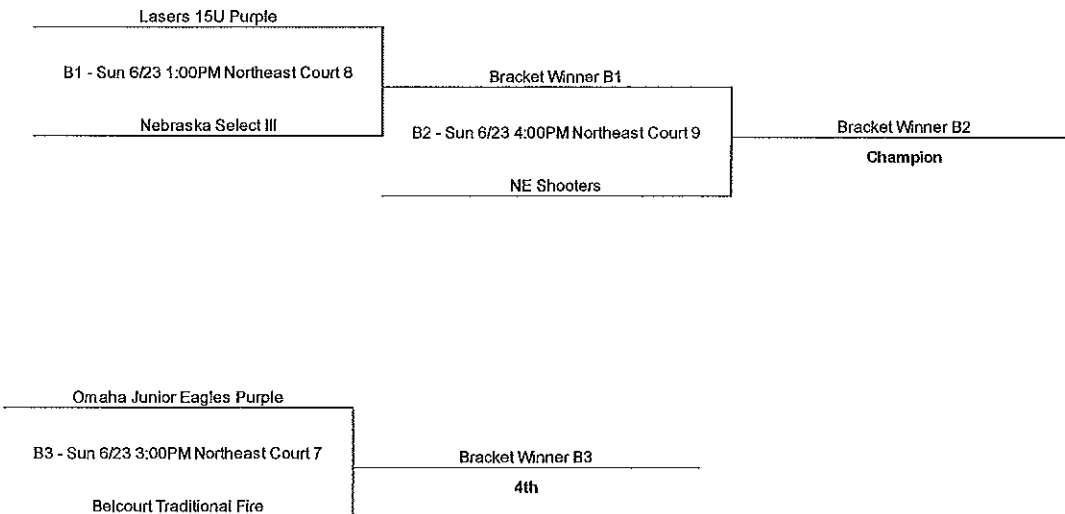 Lasers 15U Purple
B1 - Sun 6/23 1:00PM Northeast Court 8
Nebraska Select III
Bracket Winner B1
B2 - Sun 6/23 4:00PM Northeast Court 9
NE Shooters
Bracket Winner B2
Champion
Omaha Junior Eagles Purple
B3 - Sun 6/23 3:00PM Northeast Court 7
Belcourt Traditional Fire
Bracket Winner B3
4th